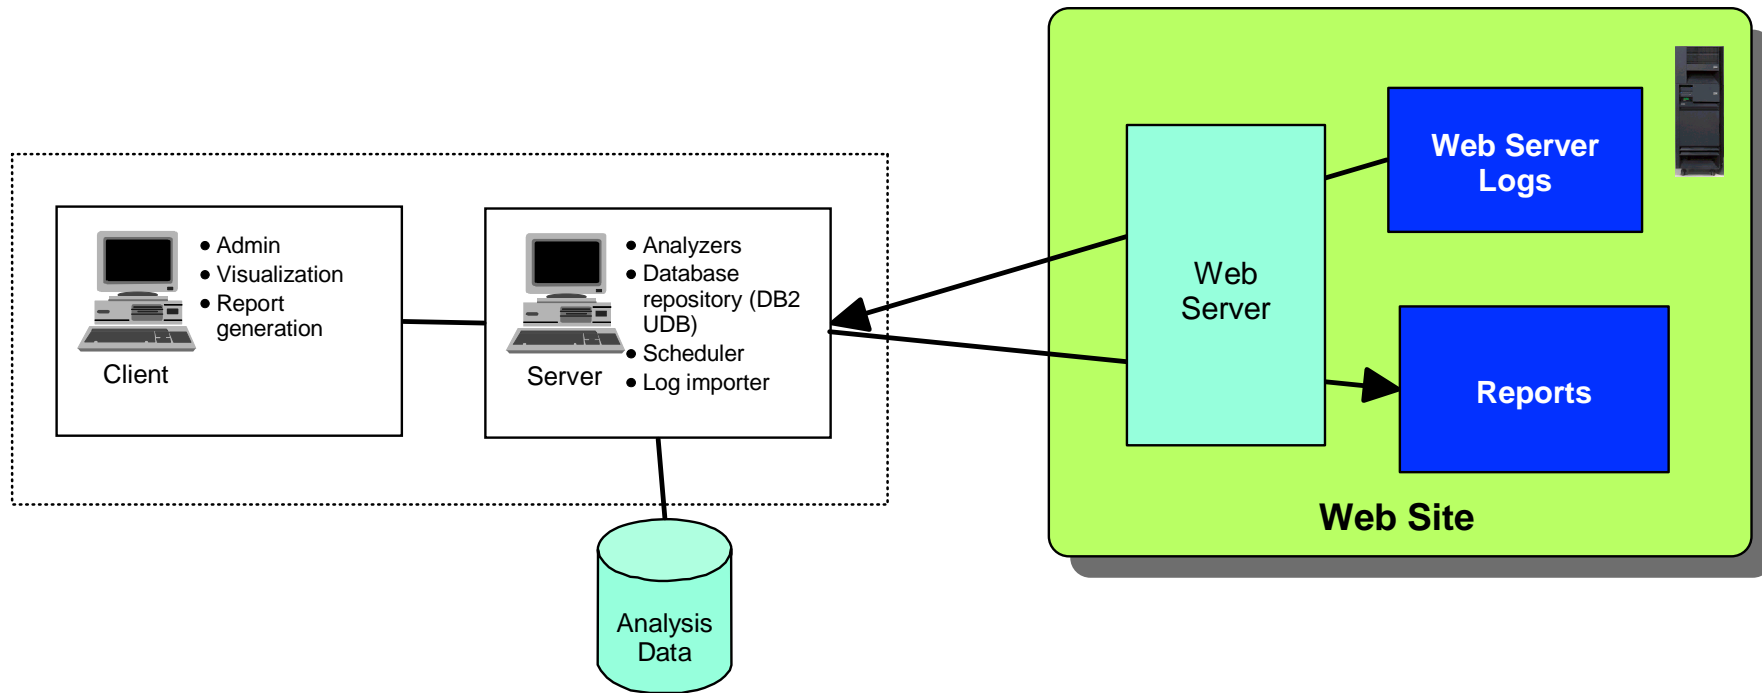 ● Admin
● Visualization
● Report
generation
Client
● Analyzers
● Database
repository (DB2
UDB)
● Scheduler
● Log importer
Server
Analysis
Data
Web
Server
Web Server
Logs
Reports
Web Site